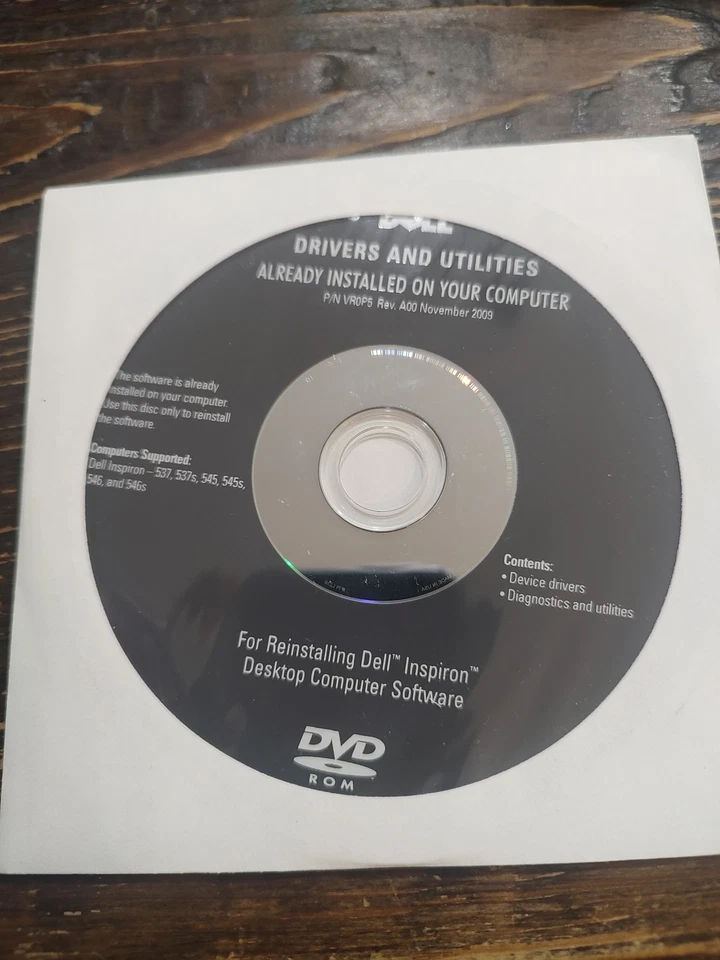 DELL
DRIVERS AND UTILITIES
ALREADY INSTALLED ON YOUR COMPUTER
P/N VR0P5 Rev. A00 November 2009
The software is already
installed on your computer.
Use this disc only to reinstall
the software.
Computers Supported:
Dell Inspiron – 537, 537s, 545, 545s,
546, and 546s
Contents:
• Device drivers
• Diagnostics and utilities
For Reinstalling Dell™ Inspiron™
Desktop Computer Software
DVD
ROM